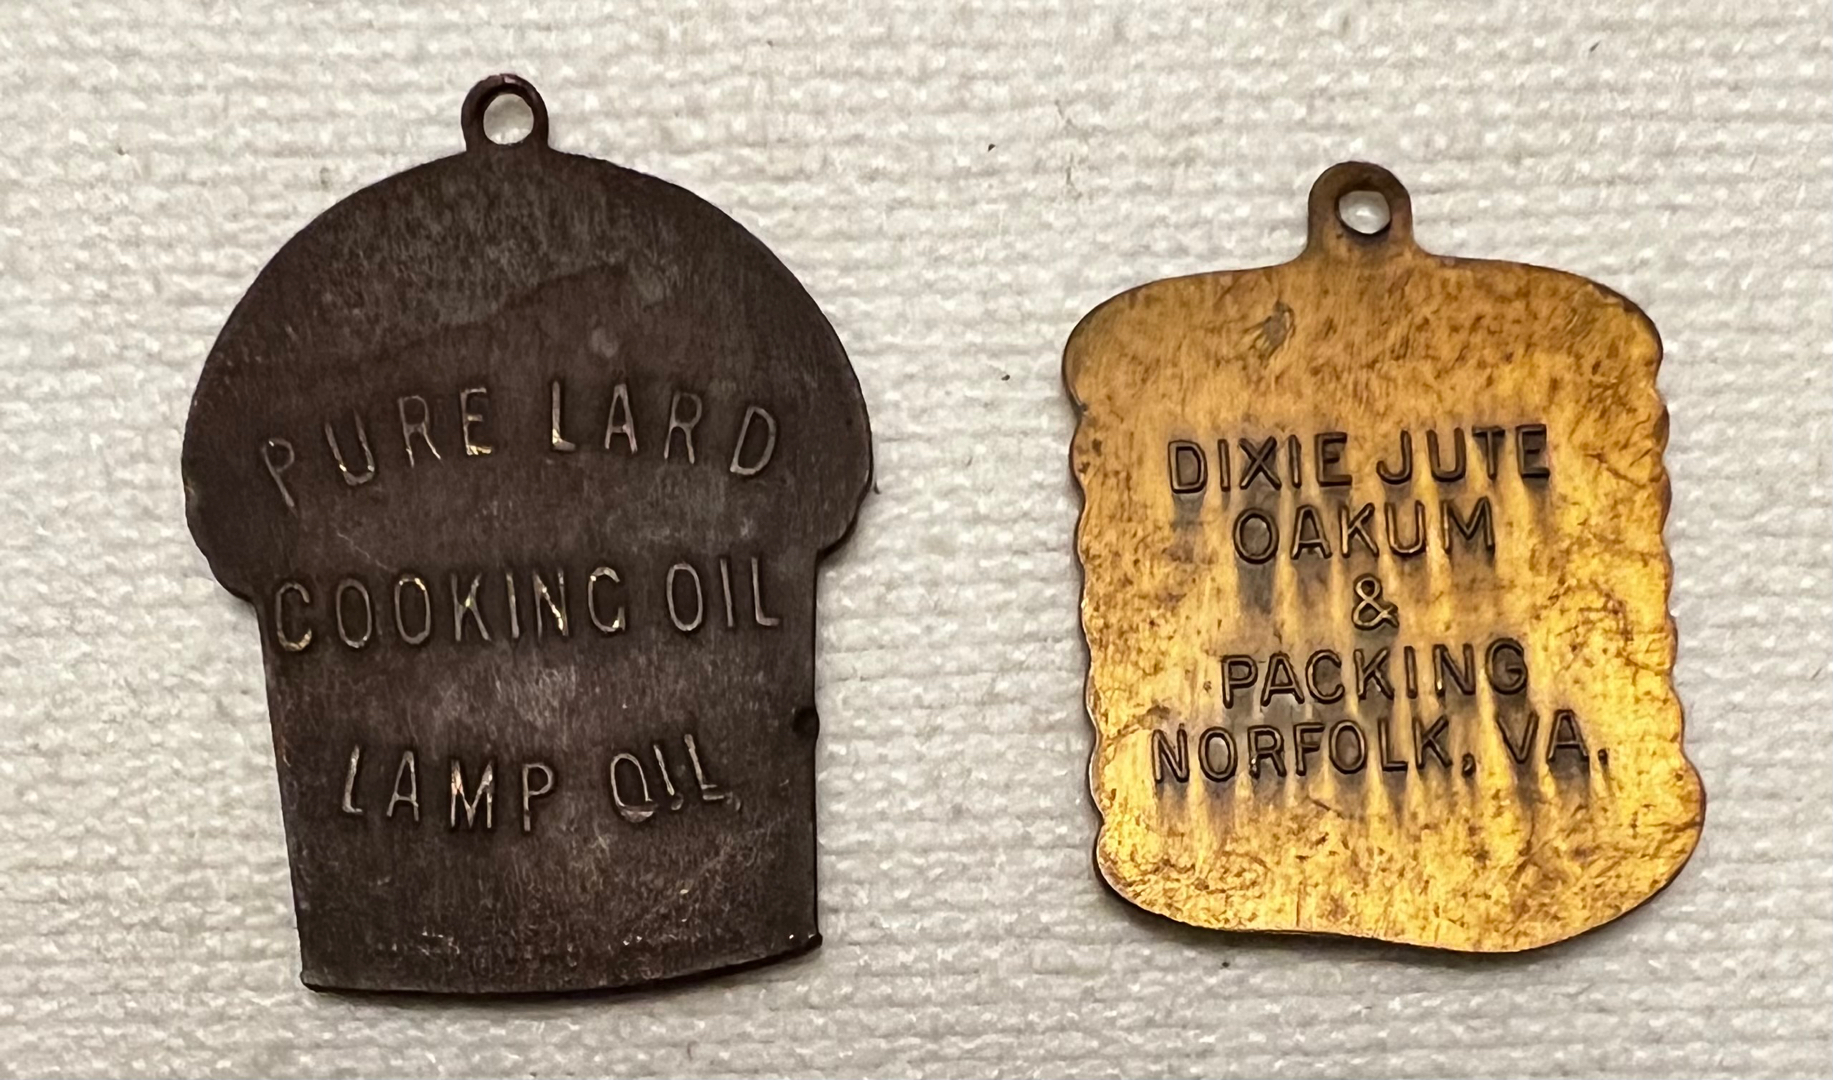 PURE LARD
COOKING OIL
LAMP OIL
DIXIE JUTE
OAKUM
&
PACKING
NORFOLK, VA.